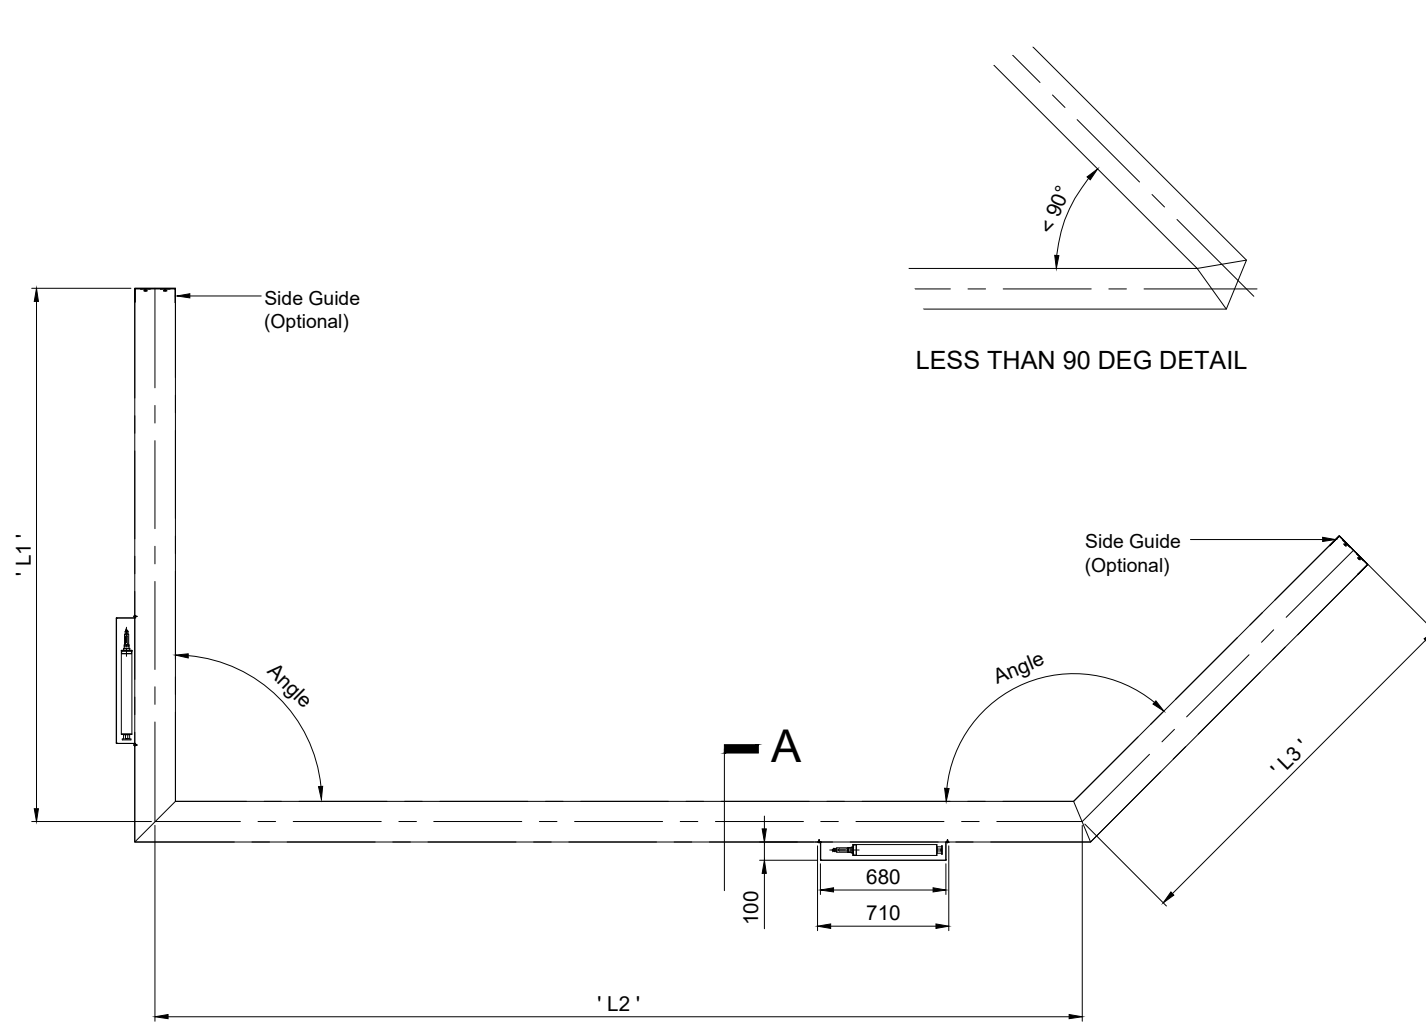 < 90°
LESS THAN 90 DEG DETAIL
Side Guide
(Optional)
' L1 '
Side Guide
(Optional)
Angle
Angle
A
' L3 '
680
100
710
' L2 '